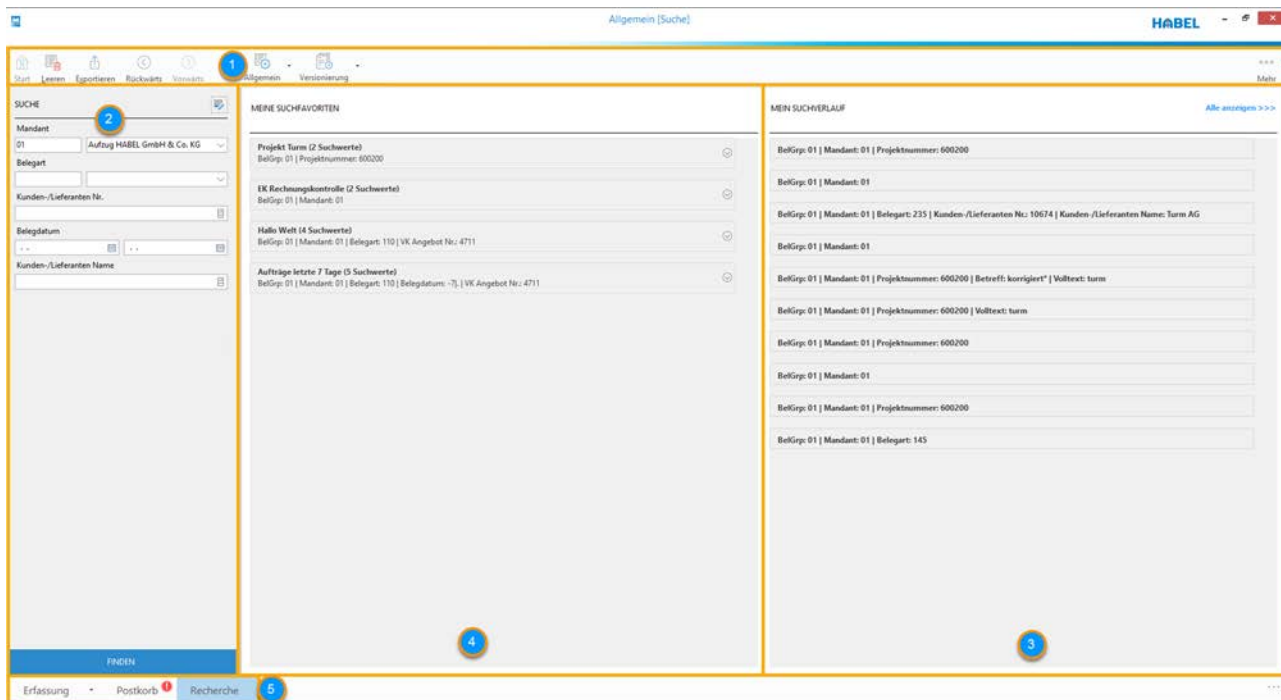 Allgemein [Suche]
HABEL
Start Leeren Exportieren Rückwärts Vorwärts 1 Allgemein Versionierung Mehr
SUCHE
2
Mandant
01 Aufzug HABEL GmbH & Co. KG
Belegart
Kunden-/Lieferanten Nr.
Belegdatum
. . . .
Kunden-/Lieferanten Name
FINDEN
MEINE SUCHFAVORITEN
Projekt Turm (2 Suchwerte)
BelGrp: 01 | Projektnummer: 600200
EK Rechnungskontrolle (2 Suchwerte)
BelGrp: 01 | Mandant: 01
Hallo Welt (4 Suchwerte)
BelGrp: 01 | Mandant: 01 | Belegart: 110 | VK Angebot Nr.: 4711
Aufträge letzte 7 Tage (5 Suchwerte)
BelGrp: 01 | Mandant: 01 | Belegart: 110 | Belegdatum: -7|. | VK Angebot Nr.: 4711
4
MEIN SUCHVERLAUF Alle anzeigen >>>
BelGrp: 01 | Mandant: 01 | Projektnummer: 600200
BelGrp: 01 | Mandant: 01
BelGrp: 01 | Mandant: 01 | Belegart: 235 | Kunden-/Lieferanten Nr.: 10674 | Kunden-/Lieferanten Name: Turm AG
BelGrp: 01 | Mandant: 01
BelGrp: 01 | Mandant: 01 | Projektnummer: 600200 | Betreff: korrigiert* | Volltext: turm
BelGrp: 01 | Mandant: 01 | Projektnummer: 600200 | Volltext: turm
BelGrp: 01 | Mandant: 01 | Projektnummer: 600200
BelGrp: 01 | Mandant: 01
BelGrp: 01 | Mandant: 01 | Projektnummer: 600200
BelGrp: 01 | Mandant: 01 | Belegart: 145
3
Erfassung Postkorb ! Recherche 5